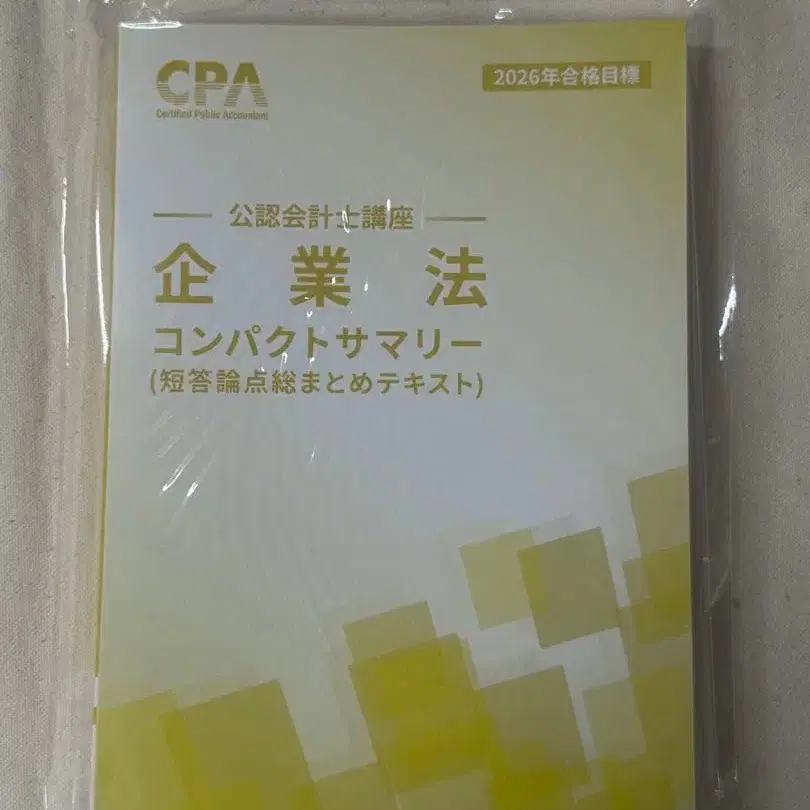 CPA
Certified Public Accountant
2026年合格目標
公認会計士講座
企業法
コンパクトサマリー
(短答論点総まとめテキスト)